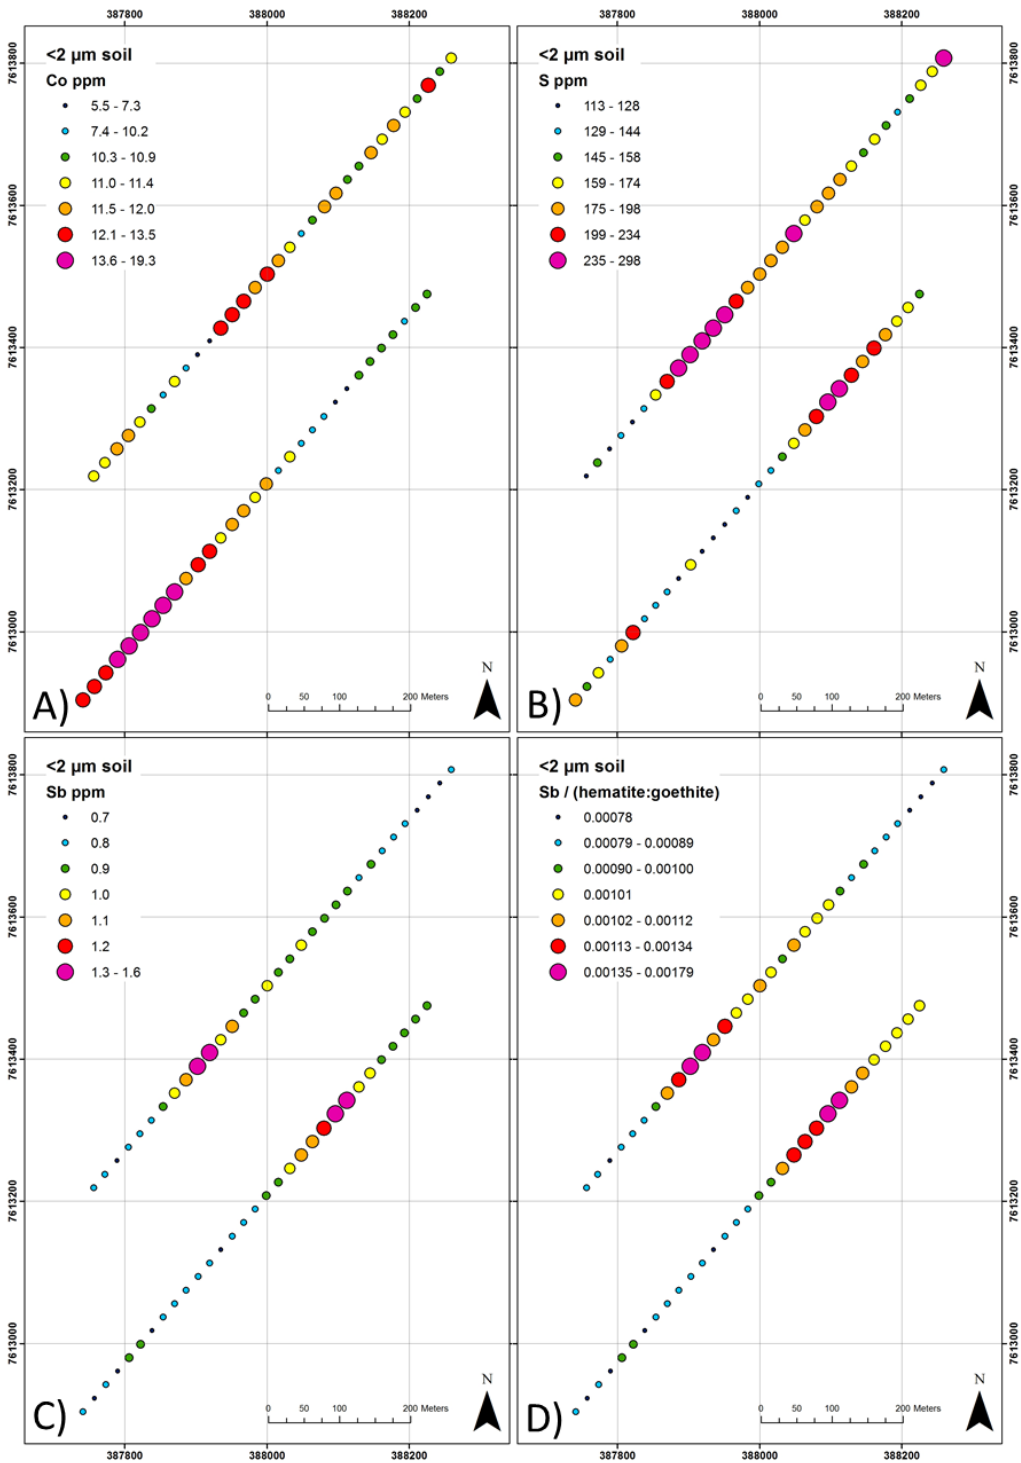 387800 388000 388200 387800 388000 388200
<2 µm soil
Co ppm
5.5 - 7.3
7.4 - 10.2
10.3 - 10.9
11.0 - 11.4
11.5 - 12.0
12.1 - 13.5
13.6 - 19.3
7613800
7613600
7613400
7613200
7613000
A)
0 50 100 200 Meters
N
<2 µm soil
S ppm
113 - 128
129 - 144
145 - 158
159 - 174
175 - 198
199 - 234
235 - 298
7613800
7613600
7613400
7613200
7613000
B)
0 50 100 200 Meters
N
<2 µm soil
Sb ppm
0.7
0.8
0.9
1.0
1.1
1.2
1.3 - 1.6
7613800
7613600
7613400
7613200
7613000
C)
0 50 100 200 Meters
N
<2 µm soil
Sb / (hematite:goethite)
0.00078
0.00079 - 0.00089
0.00090 - 0.00100
0.00101
0.00102 - 0.00112
0.00113 - 0.00134
0.00135 - 0.00179
7613800
7613600
7613400
7613200
7613000
D)
0 50 100 200 Meters
N
387800 388000 388200 387800 388000 388200